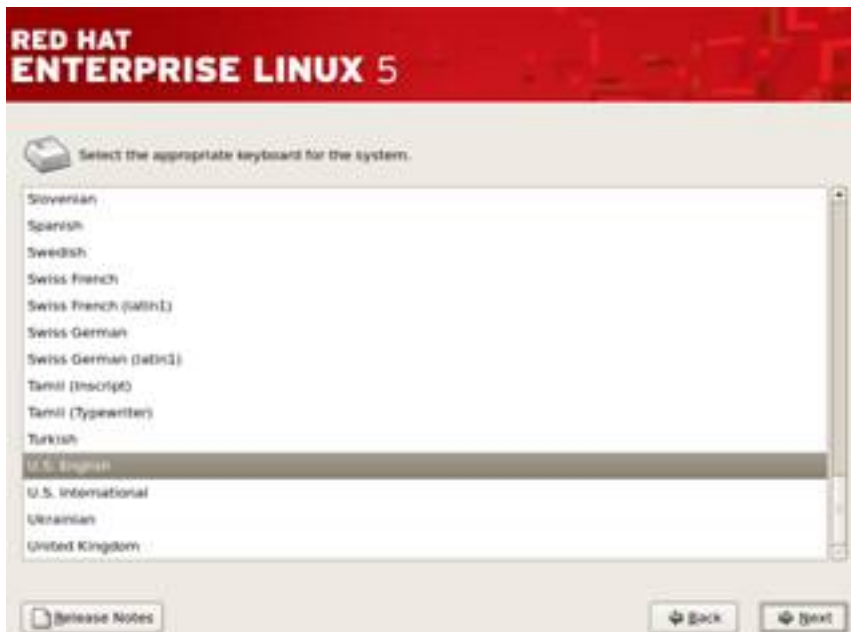 RED HAT
ENTERPRISE LINUX 5
Select the appropriate keyboard for the system.
Slovenian
Spanish
Swedish
Swiss French
Swiss French (latin1)
Swiss German
Swiss German (latin1)
Tamil (Inscript)
Tamil (Typewriter)
Turkish
U.S. English
U.S. International
Ukrainian
United Kingdom
Release Notes
Back
Next